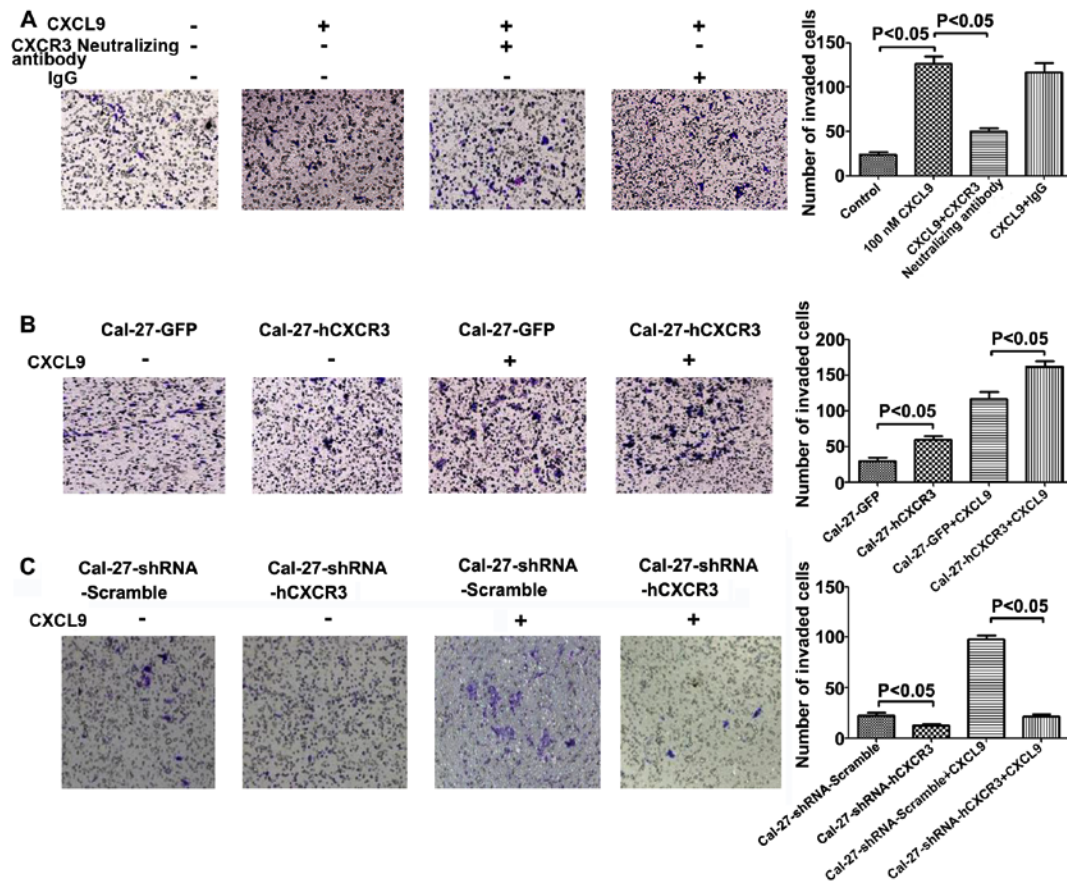 A
CXCL9 - + + +
CXCR3 Neutralizing
antibody - - + -
IgG - - - +
Number of invaded cells
150
100
50
0
P<0.05
P<0.05
Control
100 nM CXCL9
CXCL9+CXCR3
Neutralizing antibody
CXCL9+IgG
B
Cal-27-GFP Cal-27-hCXCR3 Cal-27-GFP Cal-27-hCXCR3
CXCL9 - - + +
Number of invaded cells
200
150
100
50
0
P<0.05
P<0.05
Cal-27-GFP
Cal-27-hCXCR3
Cal-27-GFP+CXCL9
Cal-27-hCXCR3+CXCL9
C
Cal-27-shRNA Cal-27-shRNA Cal-27-shRNA Cal-27-shRNA
-Scramble -hCXCR3 -Scramble -hCXCR3
CXCL9 - - + +
Number of invaded cells
150
100
50
0
P<0.05
P<0.05
Cal-27-shRNA-Scramble
Cal-27-shRNA-hCXCR3
Cal-27-shRNA-Scramble+CXCL9
Cal-27-shRNA-hCXCR3+CXCL9